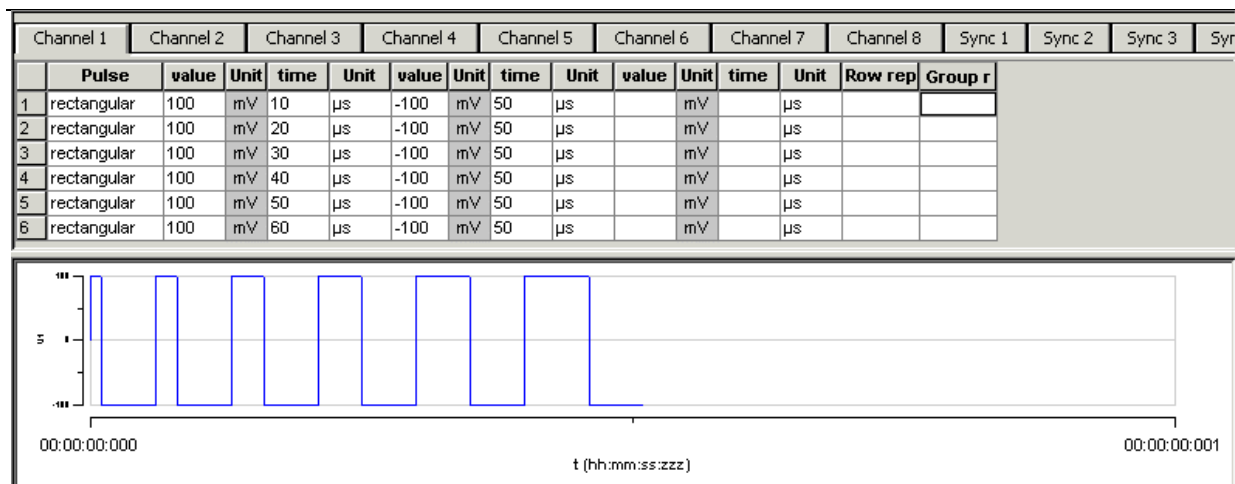 Channel 1 Channel 2 Channel 3 Channel 4 Channel 5 Channel 6 Channel 7 Channel 8 Sync 1 Sync 2 Sync 3 Syr
Pulse value Unit time Unit value Unit time Unit value Unit time Unit Row rep Group r
1 rectangular 100 mV 10 µs -100 mV 50 µs mV µs
2 rectangular 100 mV 20 µs -100 mV 50 µs mV µs
3 rectangular 100 mV 30 µs -100 mV 50 µs mV µs
4 rectangular 100 mV 40 µs -100 mV 50 µs mV µs
5 rectangular 100 mV 50 µs -100 mV 50 µs mV µs
6 rectangular 100 mV 60 µs -100 mV 50 µs mV µs
100
0
-100
00:00:00:000 00:00:00:001
t (hh:mm:ss:zzz)